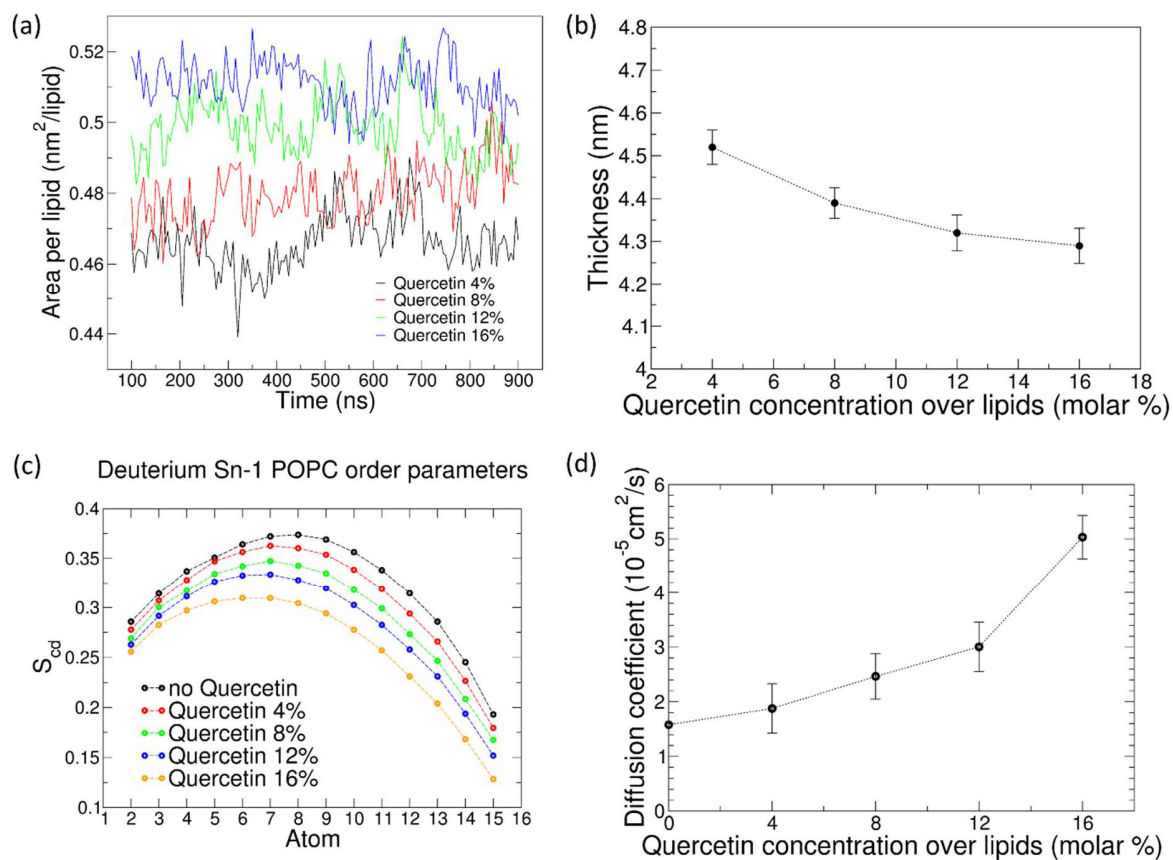 (a)
Area per lipid (nm²/lipid)
0.52
0.5
0.48
0.46
0.44
Quercetin 4%
Quercetin 8%
Quercetin 12%
Quercetin 16%
100 200 300 400 500 600 700 800 900
Time (ns)
(b)
Thickness (nm)
4.8
4.7
4.6
4.5
4.4
4.3
4.2
4.1
4
2 4 6 8 10 12 14 16 18
Quercetin concentration over lipids (molar %)
(c)
Deuterium Sn-1 POPC order parameters
S_cd
0.4
0.35
0.3
0.25
0.2
0.15
0.1
no Quercetin
Quercetin 4%
Quercetin 8%
Quercetin 12%
Quercetin 16%
1 2 3 4 5 6 7 8 9 10 11 12 13 14 15 16
Atom
(d)
Diffusion coefficient (10⁻⁵ cm²/s)
6
5
4
3
2
1
0
0 4 8 12 16
Quercetin concentration over lipids (molar %)